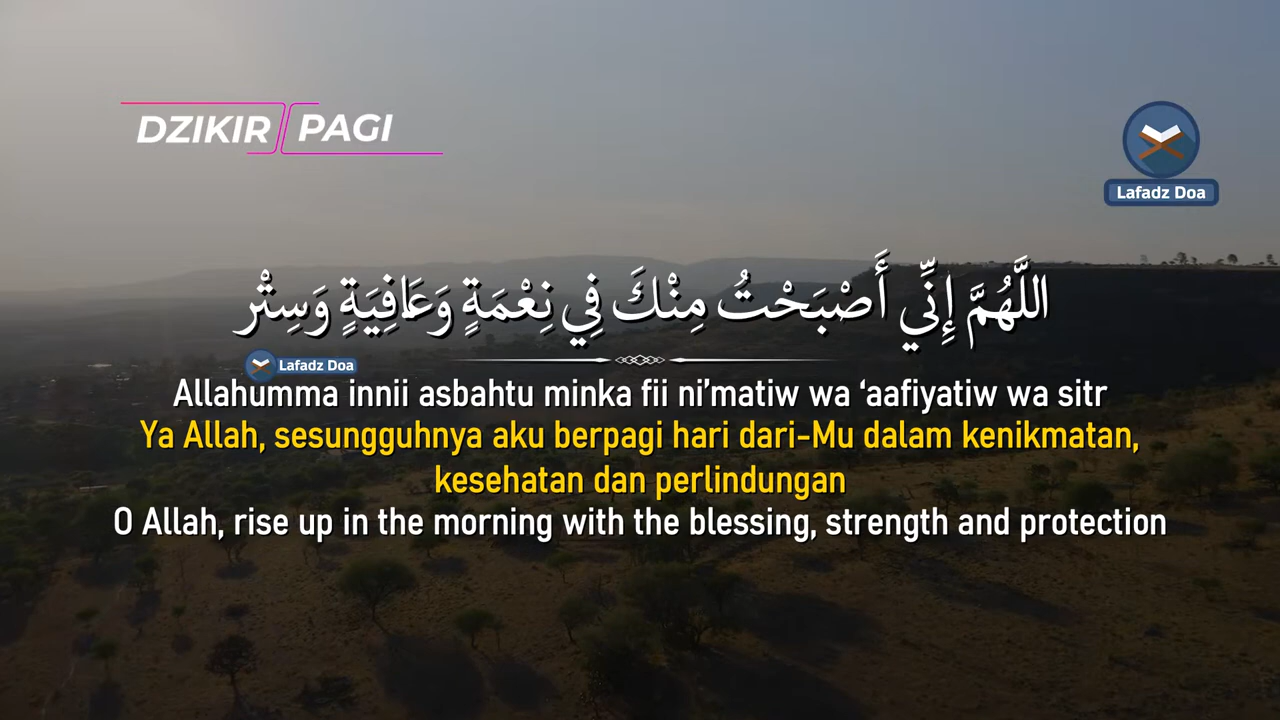 DZIKIR PAGI
Lafadz Doa
اللَّهُمَّ إِنِّي أَصْبَحْتُ مِنْكَ فِي نِعْمَةٍ وَعَافِيَةٍ وَسِتْر
Lafadz Doa
Allahumma innii asbahtu minka fii ni’matiw wa ‘aafiyatiw wa sitr
Ya Allah, sesungguhnya aku berpagi hari dari-Mu dalam kenikmatan,
kesehatan dan perlindungan
O Allah, rise up in the morning with the blessing, strength and protection